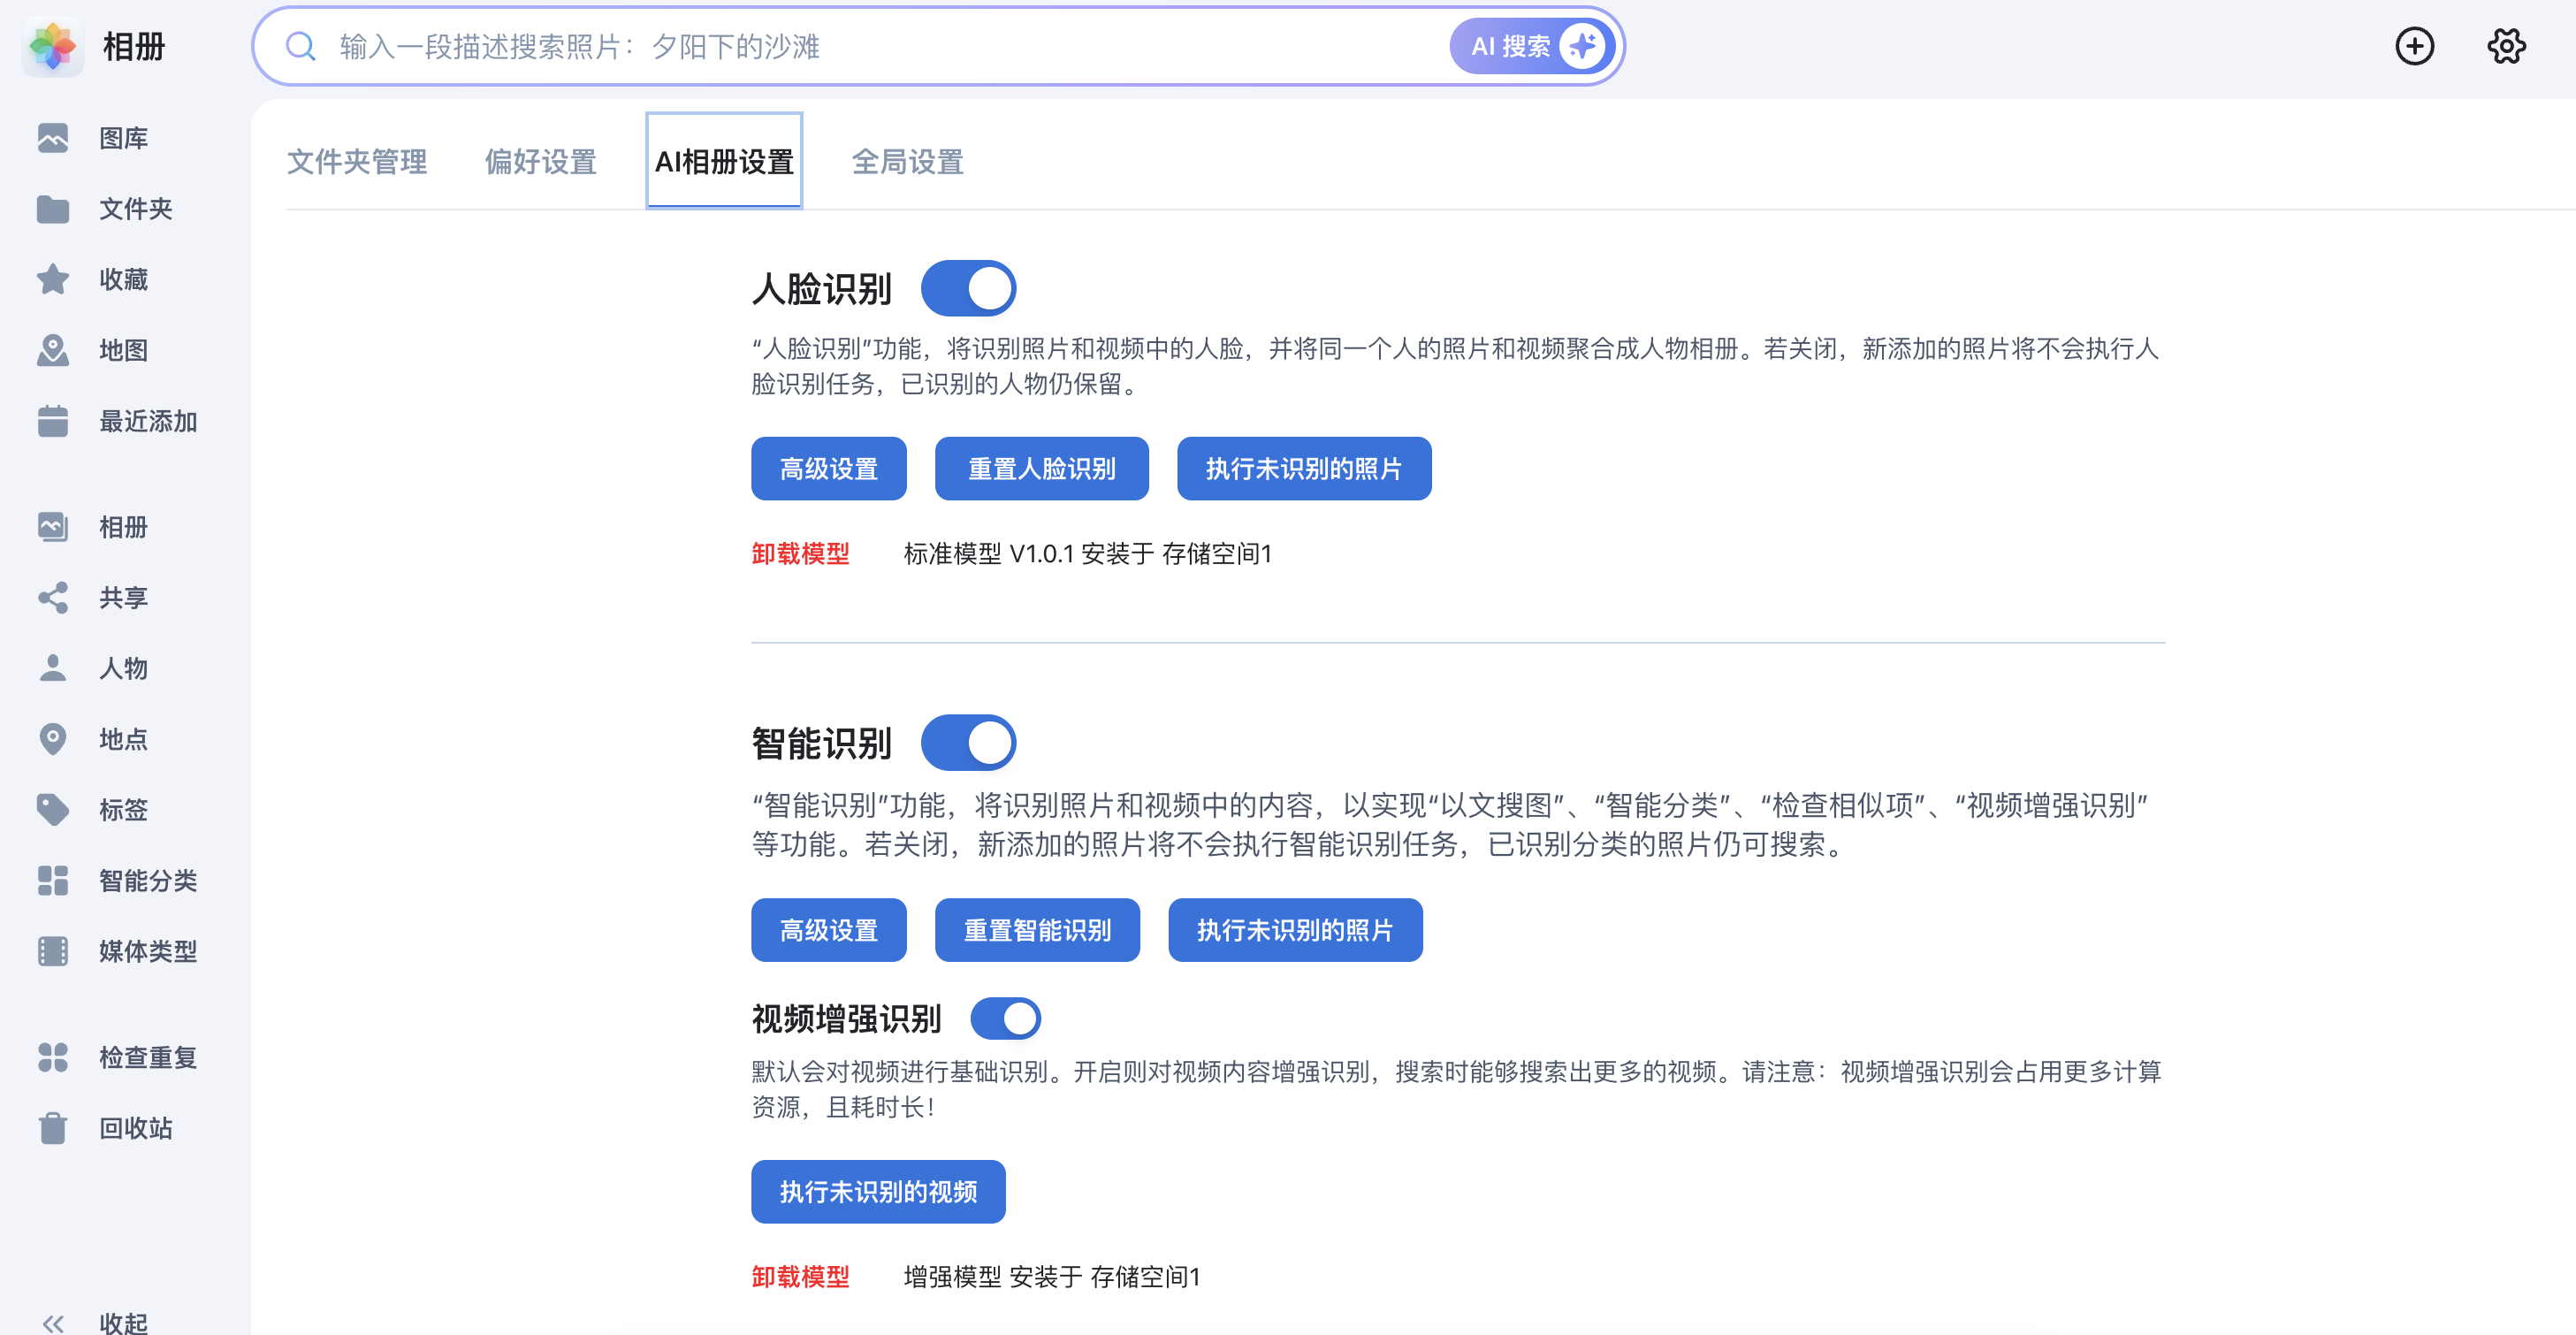 相册
输入一段描述搜索照片：夕阳下的沙滩
AI 搜索
图库
文件夹
收藏
地图
最近添加
相册
共享
人物
地点
标签
智能分类
媒体类型
检查重复
回收站
收起
文件夹管理
偏好设置
AI相册设置
全局设置
人脸识别
“人脸识别”功能，将识别照片和视频中的人脸，并将同一个人的照片和视频聚合成人物相册。若关闭，新添加的照片将不会执行人
脸识别任务，已识别的人物仍保留。
高级设置
重置人脸识别
执行未识别的照片
卸载模型
标准模型 V1.0.1 安装于 存储空间1
智能识别
“智能识别”功能，将识别照片和视频中的内容，以实现“以文搜图”、“智能分类”、“检查相似项”、“视频增强识别”
等功能。若关闭，新添加的照片将不会执行智能识别任务，已识别分类的照片仍可搜索。
高级设置
重置智能识别
执行未识别的照片
视频增强识别
默认会对视频进行基础识别。开启则对视频内容增强识别，搜索时能够搜索出更多的视频。请注意：视频增强识别会占用更多计算
资源，且耗时长！
执行未识别的视频
卸载模型
增强模型 安装于 存储空间1